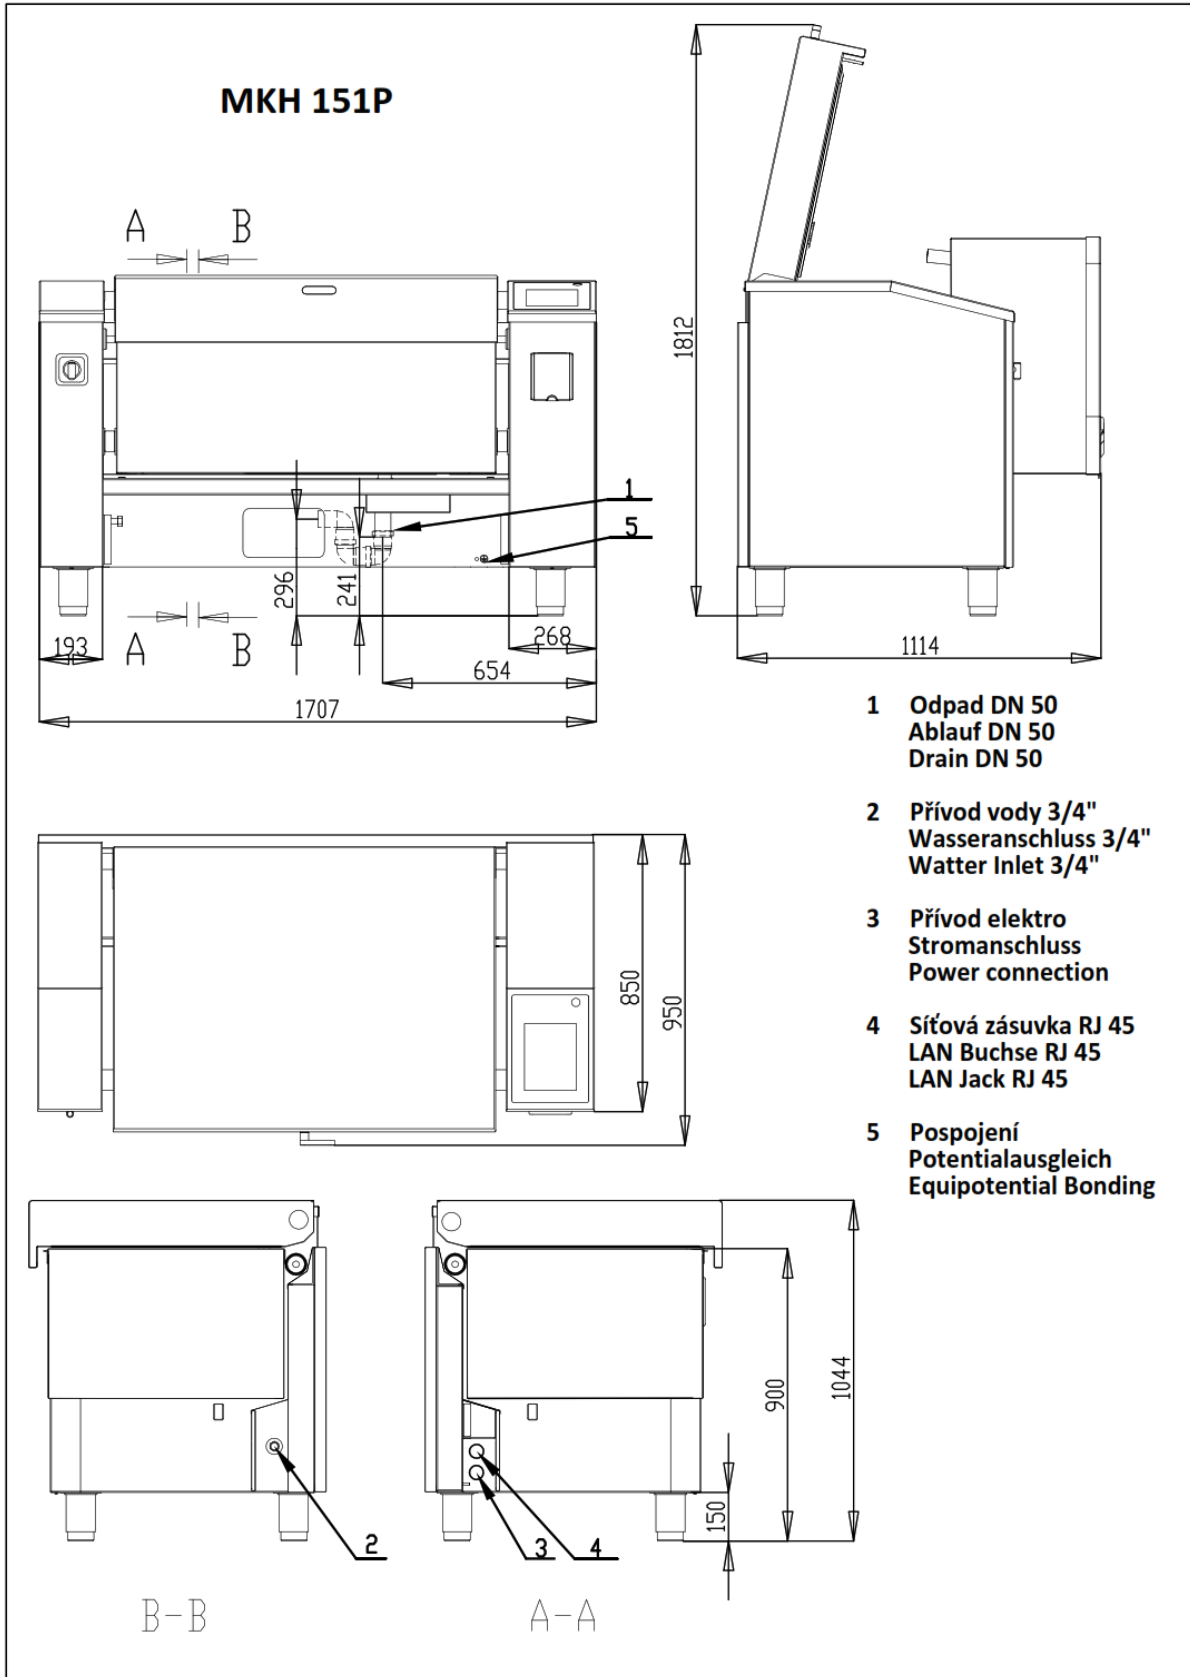 MKH 151P
A B
1812
1
5
296
241
A B
193
268
654
1707
1114
1 Odpad DN 50
Ablauf DN 50
Drain DN 50
2 Přívod vody 3/4"
Wasseranschluss 3/4"
Watter Inlet 3/4"
3 Přívod elektro
Stromanschluss
Power connection
4 Síťová zásuvka RJ 45
LAN Buchse RJ 45
LAN Jack RJ 45
5 Pospojení
Potentialausgleich
Equipotential Bonding
850
950
900
1044
150
2
3
4
B-B
A-A